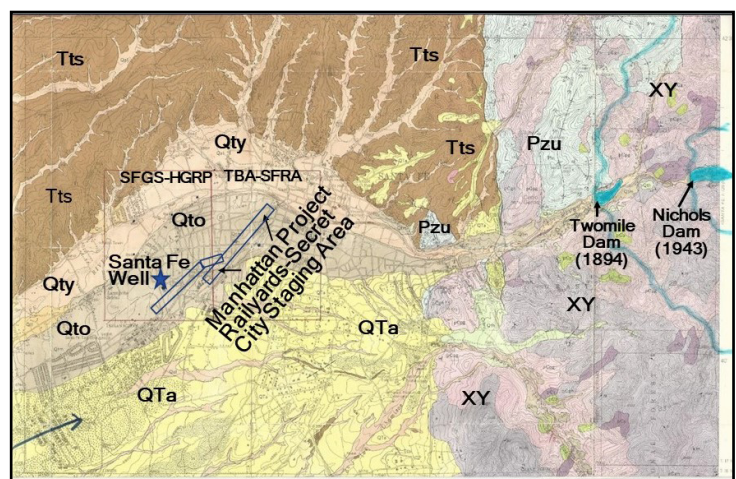 Tts
Tts
XY
Qty
Tts
Pzu
SFGS-HGRP
TBA-SFRA
Tts
Qto
Pzu
Twomile
Dam
(1894)
Nichols
Dam
(1943)
Manhattan Project
Railyards-Secret
City Staging Area
Santa Fe
Well
Qty
XY
Qto
QTa
QTa
XY